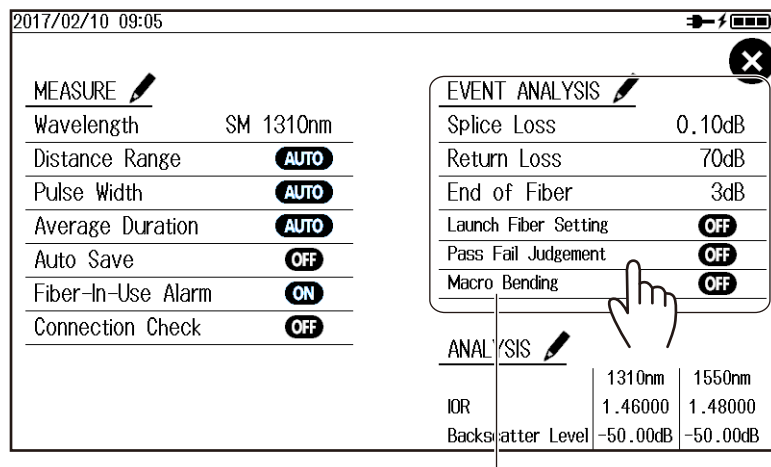 2017/02/10 09:05
MEASURE
Wavelength SM 1310nm
Distance Range AUTO
Pulse Width AUTO
Average Duration AUTO
Auto Save OFF
Fiber-In-Use Alarm ON
Connection Check OFF
EVENT ANALYSIS
Splice Loss 0.10dB
Return Loss 70dB
End of Fiber 3dB
Launch Fiber Setting OFF
Pass Fail Judgement OFF
Macro Bending OFF
ANALYSIS
1310nm 1550nm
IOR 1.46000 1.48000
Backscatter Level -50.00dB -50.00dB